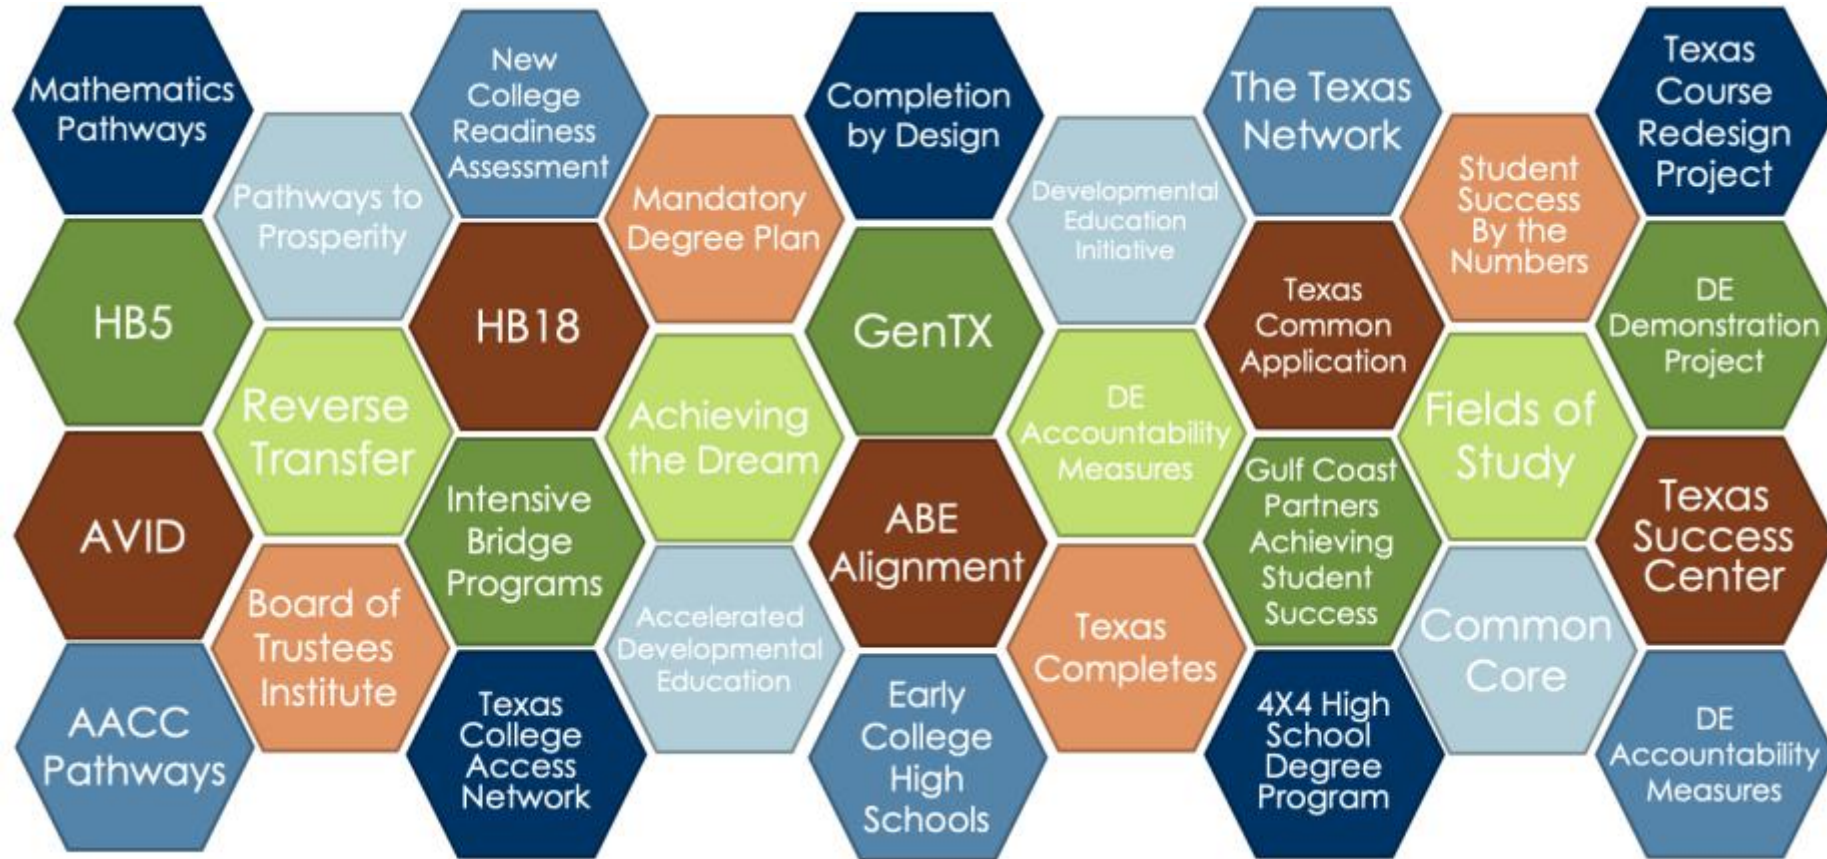 Mathematics
Pathways
HB5
AVID
AACC
Pathways
Pathways to
Prosperity
Reverse
Transfer
Board of
Trustees
Institute
New
College
Readiness
Assessment
HB18
Intensive
Bridge
Programs
Texas
College
Access
Network
Mandatory
Degree Plan
Achieving
the Dream
Accelerated
Developmental
Education
Completion
by Design
GenTX
ABE
Alignment
Early
College
High
Schools
Developmental
Education
Initiative
DE
Accountability
Measures
Texas
Completes
The Texas
Network
Texas
Common
Application
Gulf Coast
Partners
Achieving
Student
Success
4X4 High
School
Degree
Program
Student
Success
By the
Numbers
Fields of
Study
Common
Core
Texas
Course
Redesign
Project
DE
Demonstration
Project
Texas
Success
Center
DE
Accountability
Measures